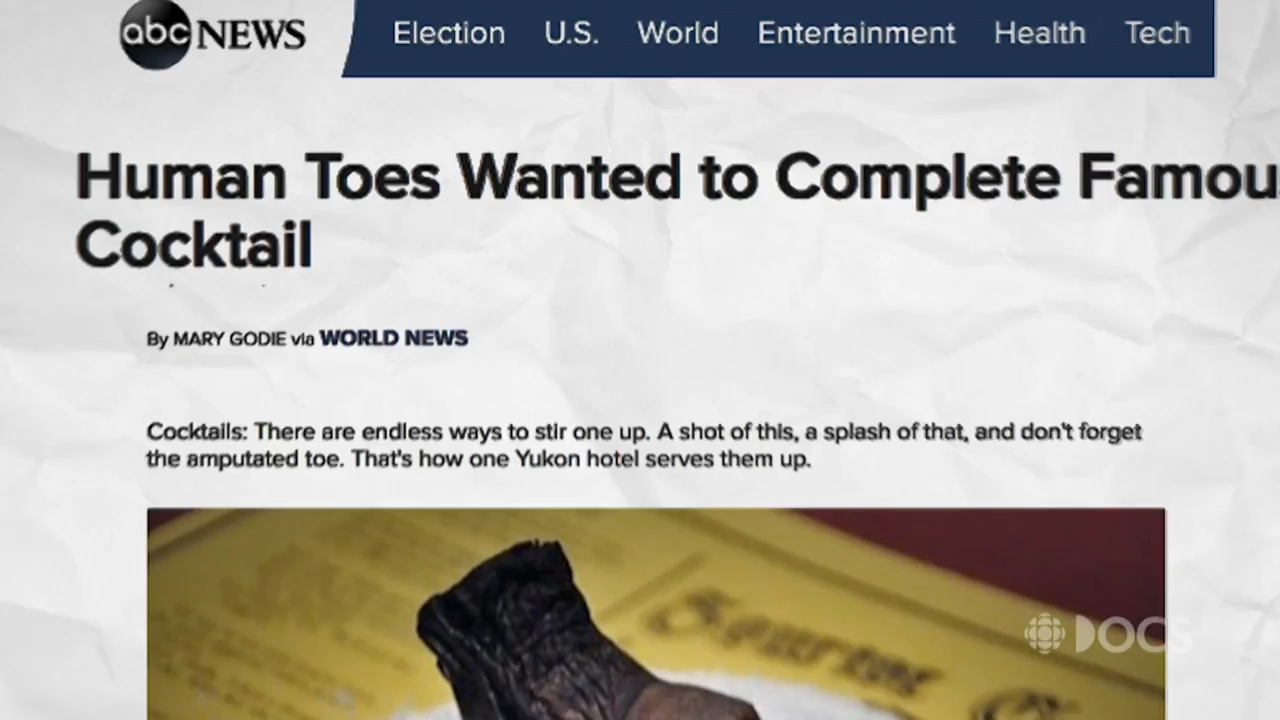 abc NEWS
Election U.S. World Entertainment Health Tech
Human Toes Wanted to Complete Famou
Cocktail
By MARY GODIE via WORLD NEWS
Cocktails: There are endless ways to stir one up. A shot of this, a splash of that, and don't forget
the amputated toe. That's how one Yukon hotel serves them up.
DOCS